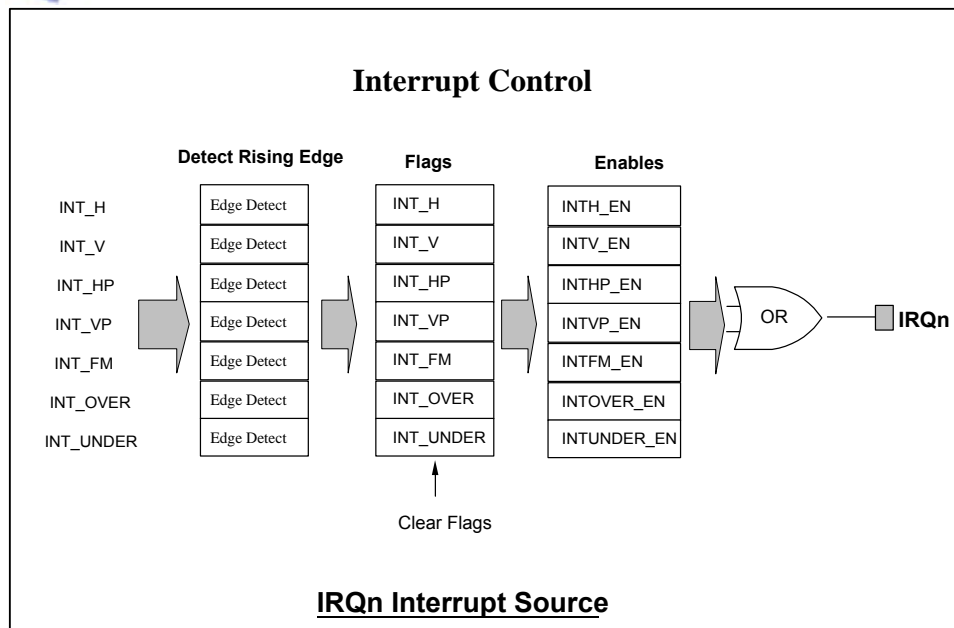 Interrupt Control
Detect Rising Edge Flags Enables
INT_H Edge Detect INT_H INTH_EN
INT_V Edge Detect INT_V INTV_EN
INT_HP Edge Detect INT_HP INTHP_EN
INT_VP Edge Detect INT_VP INTVP_EN OR IRQn
INT_FM Edge Detect INT_FM INTFM_EN
INT_OVER Edge Detect INT_OVER INTOVER_EN
INT_UNDER Edge Detect INT_UNDER INTUNDER_EN
Clear Flags
IRQn Interrupt Source